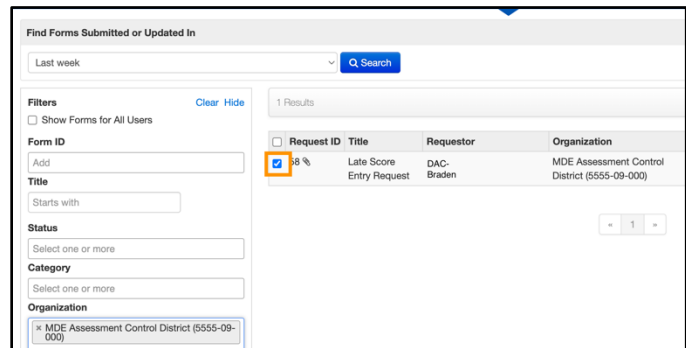 Find Forms Submitted or Updated In
Last week
Search
Filters Clear Hide
Show Forms for All Users
Form ID
Add
Title
Starts with
Status
Select one or more
Category
Select one or more
Organization
× MDE Assessment Control District (5555-09-
000)
1 Results
Request ID Title Requestor Organization
58 Late Score DAC- MDE Assessment Control
Entry Request Braden District (5555-09-000)
« 1 »